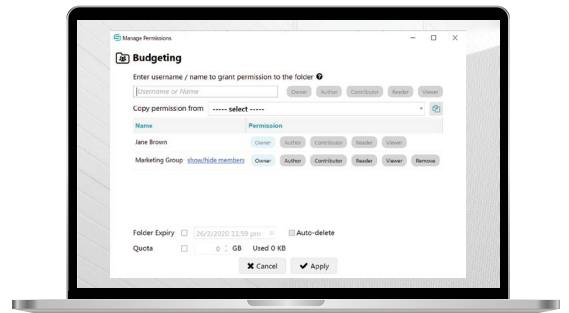 Manage Permissions
Budgeting
Enter username / name to grant permission to the folder ?
Username or Name Owner Author Contributor Reader Viewer
Copy permission from ----- select -----
Name Permission
Jane Brown Owner Author Contributor Reader Viewer
Marketing Group show/hide members Owner Author Contributor Reader Viewer Remove
Folder Expiry 26/2/2020 11:59 pm Auto-delete
Quota 0 GB Used 0 KB
Cancel Apply